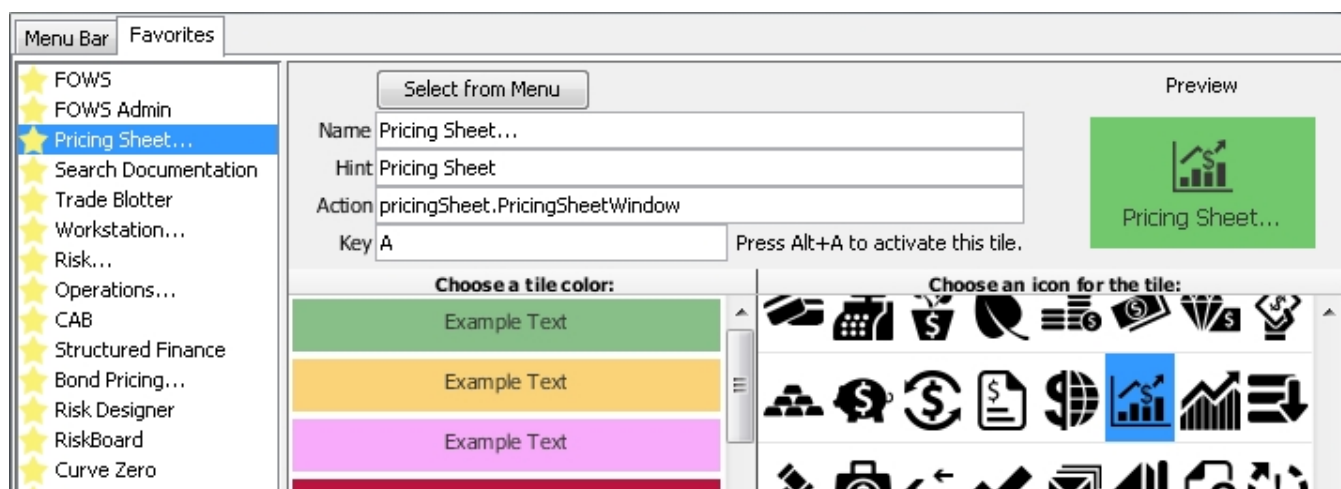 Menu Bar Favorites
FOWS
FOWS Admin
Pricing Sheet...
Search Documentation
Trade Blotter
Workstation...
Risk...
Operations...
CAB
Structured Finance
Bond Pricing...
Risk Designer
RiskBoard
Curve Zero
Select from Menu
Name Pricing Sheet...
Hint Pricing Sheet
Action pricingSheet.PricingSheetWindow
Key A Press Alt+A to activate this tile.
Preview
Pricing Sheet...
Choose a tile color:
Example Text
Example Text
Example Text
Choose an icon for the tile: